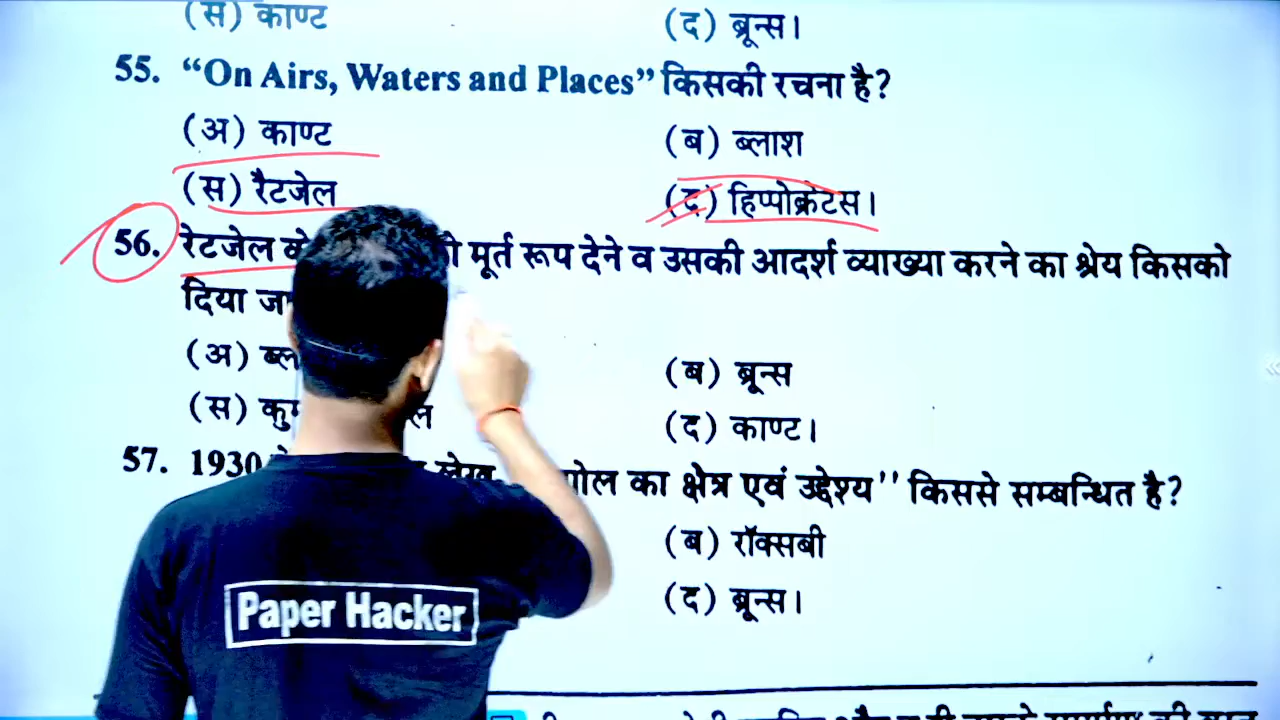 (स) काण्ट (द) ब्रून्स।
55. “On Airs, Waters and Places” किसकी रचना है?
(अ) काण्ट (ब) ब्लाश
(स) रैटजेल (द) हिप्पोक्रेटस।
56. रेटजेल मूर्त रूप देने व उसकी आदर्श व्याख्या करने का श्रेय किसको
दिया
(अ) (ब) ब्रून्स
(स) (द) काण्ट।
57. 1930 का क्षेत्र एवं उद्देश्य’’ किससे सम्बन्धित है?
(ब) रॉक्सबी
(द) ब्रून्स।
Paper Hacker